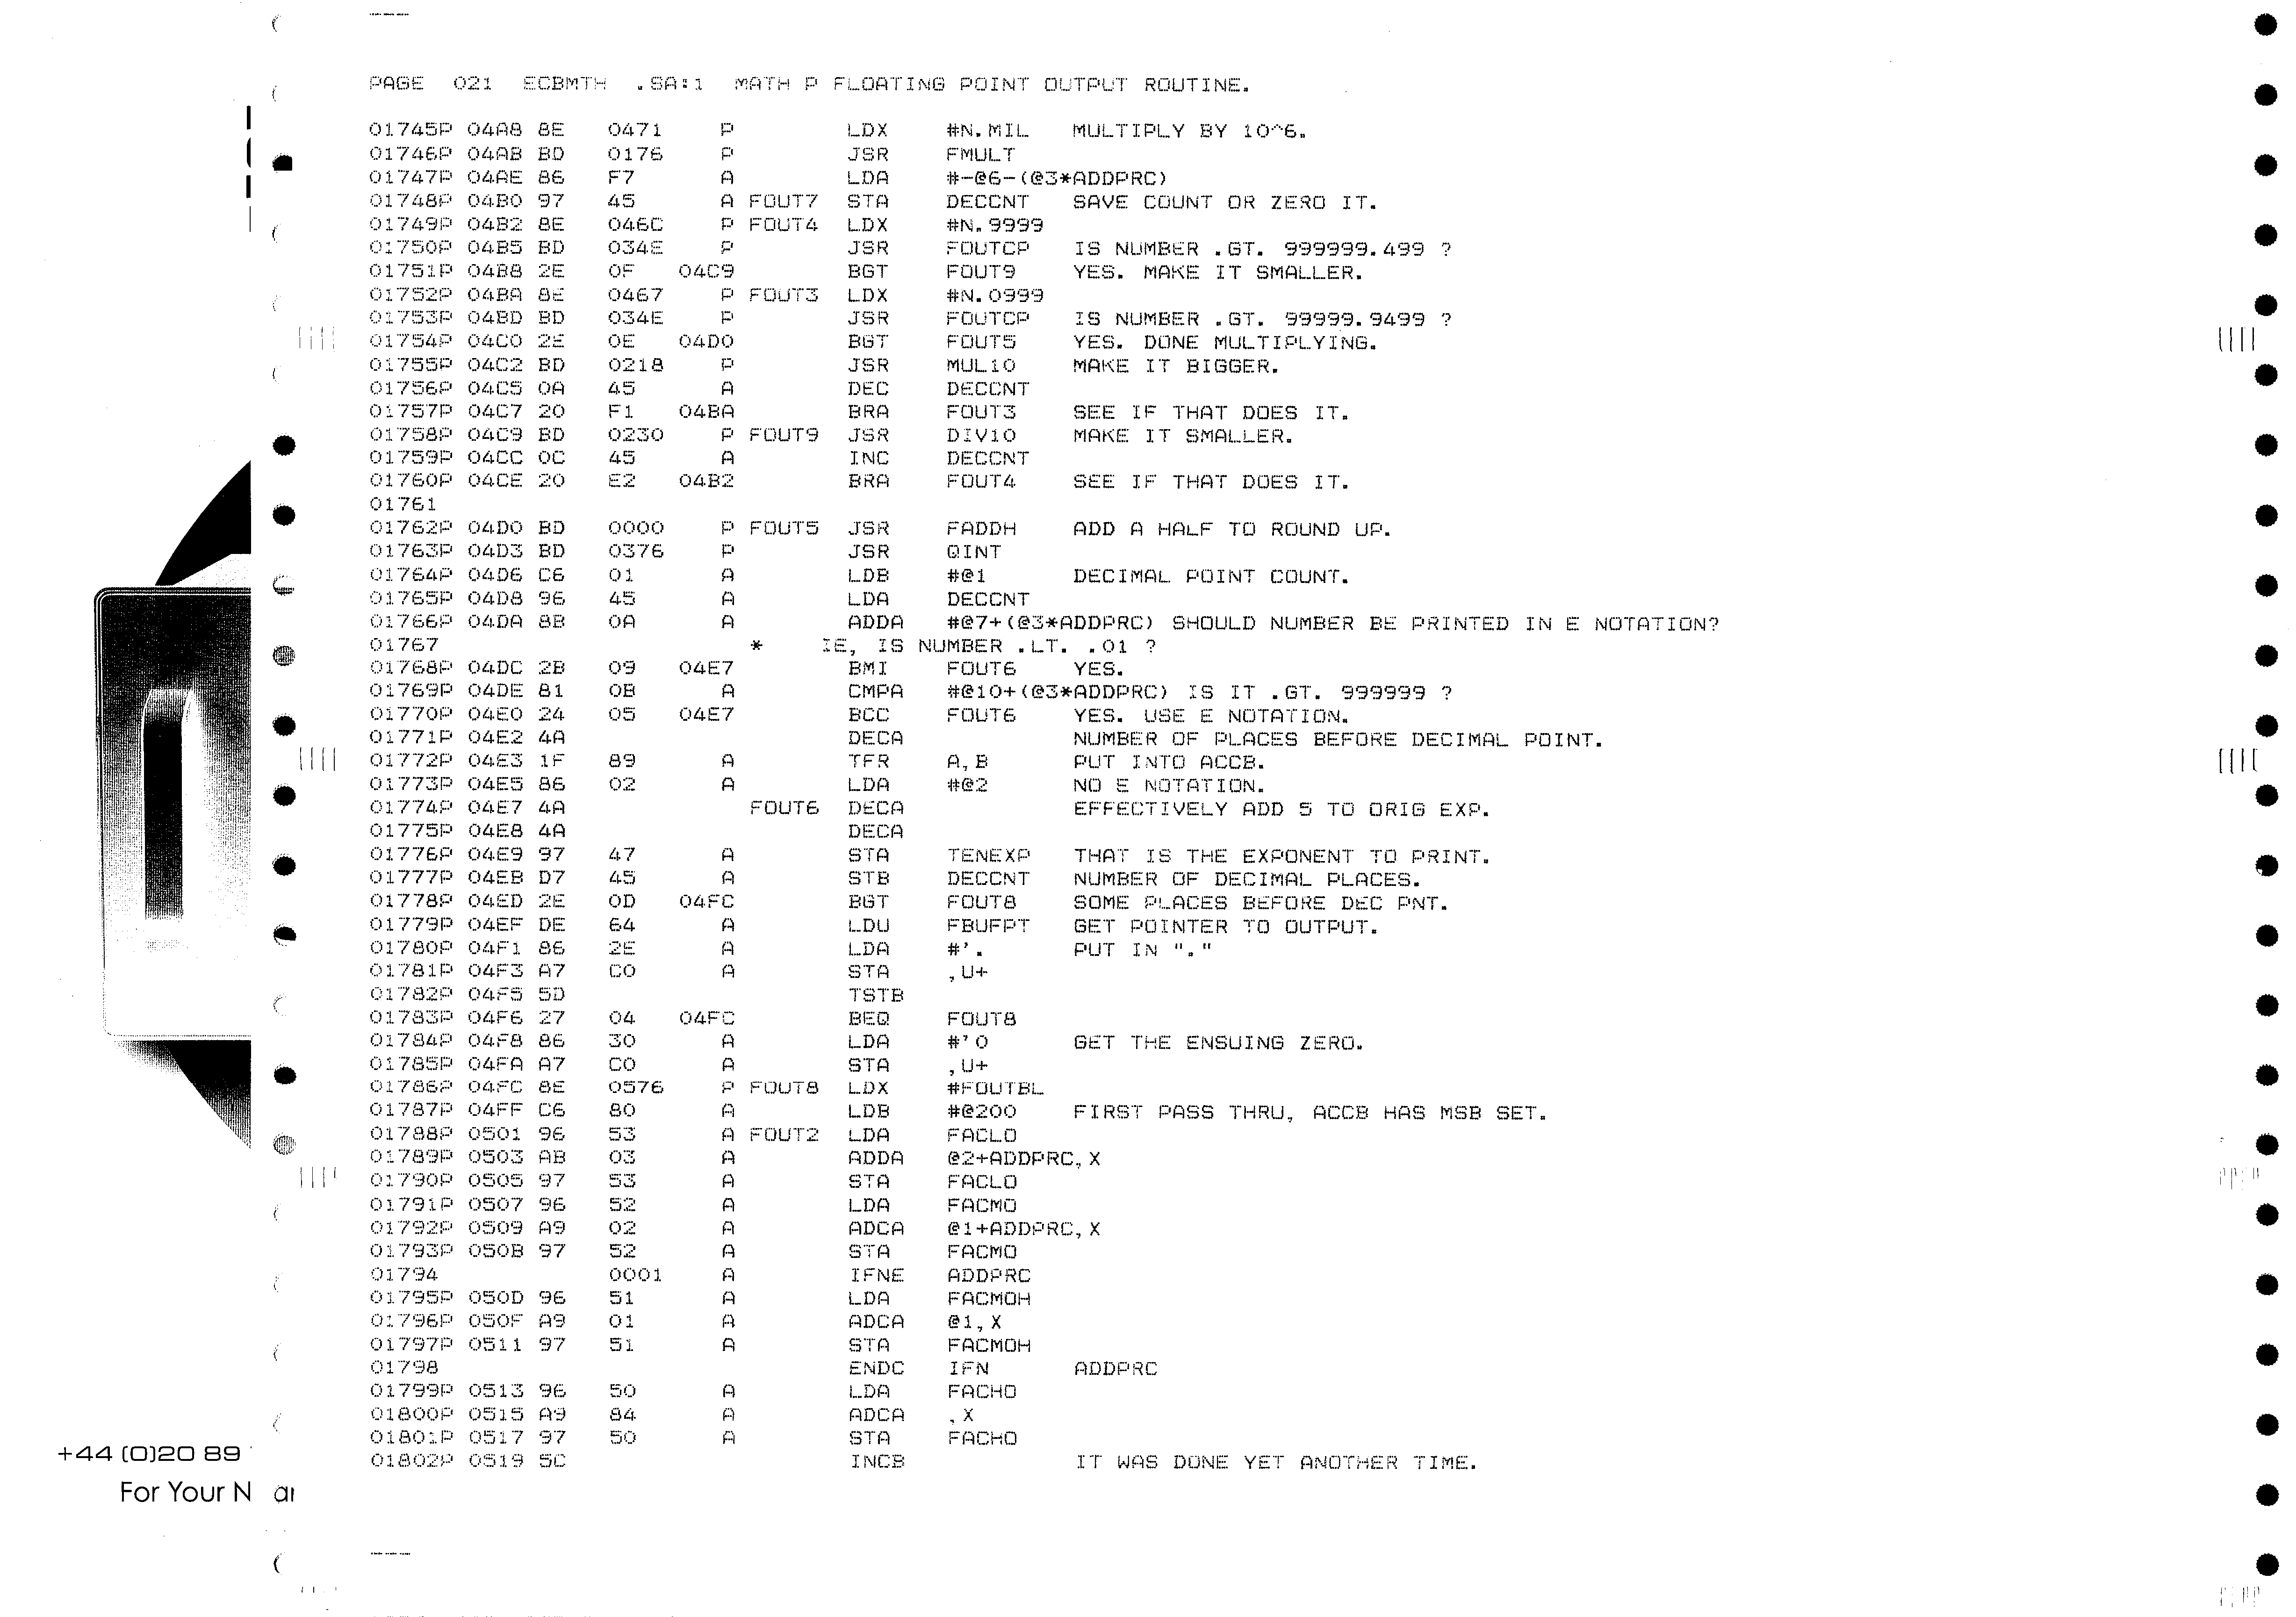 PAGE  021  ECBMTH  .SA:1  MATH P FLOATING POINT OUTPUT ROUTINE.
01745P 04A8 8E   0471    P        LDX    #N.MIL   MULTIPLY BY 10^6.
01746P 04AB BD   0176    P        JSR    FMULT
01747P 04AE 86   F7      A        LDA    #-@6-(@3*ADDPRC)
01748P 04B0 97   45      A FOUT7  STA    DECCNT   SAVE COUNT OR ZERO IT.
01749P 04B2 8E   046C    P FOUT4  LDX    #N.9999
01750P 04B5 BD   034E    P        JSR    FOUTCP   IS NUMBER .GT. 999999.499 ?
01751P 04B8 2E   0F   04C9        BGT    FOUT9    YES. MAKE IT SMALLER.
01752P 04BA 8E   0467    P FOUT3  LDX    #N.0999
01753P 04BD BD   034E    P        JSR    FOUTCP   IS NUMBER .GT. 99999.9499 ?
01754P 04C0 2E   0E   04D0        BGT    FOUT5    YES. DONE MULTIPLYING.
01755P 04C2 BD   0218    P        JSR    MUL10    MAKE IT BIGGER.
01756P 04C5 0A   45      A        DEC    DECCNT
01757P 04C7 20   F1   04BA        BRA    FOUT3    SEE IF THAT DOES IT.
01758P 04C9 BD   0230    P FOUT9  JSR    DIV10    MAKE IT SMALLER.
01759P 04CC 0C   45      A        INC    DECCNT
01760P 04CE 20   E2   04B2        BRA    FOUT4    SEE IF THAT DOES IT.
01761
01762P 04D0 BD   0000    P FOUT5  JSR    FADDH    ADD A HALF TO ROUND UP.
01763P 04D3 BD   0376    P        JSR    QINT
01764P 04D6 C6   01      A        LDB    #@1      DECIMAL POINT COUNT.
01765P 04D8 96   45      A        LDA    DECCNT
01766P 04DA 8B   0A      A        ADDA   #@7+(@3*ADDPRC) SHOULD NUMBER BE PRINTED IN E NOTATION?
01767                      *    IE, IS NUMBER .LT. .01 ?
01768P 04DC 2B   09   04E7        BMI    FOUT6    YES.
01769P 04DE 81   0B      A        CMPA   #@10+(@3*ADDPRC) IS IT .GT. 999999 ?
01770P 04E0 24   05   04E7        BCC    FOUT6    YES. USE E NOTATION.
01771P 04E2 4A                    DECA            NUMBER OF PLACES BEFORE DECIMAL POINT.
01772P 04E3 1F   89      A        TFR    A,B      PUT INTO ACCB.
01773P 04E5 86   02      A        LDA    #@2      NO E NOTATION.
01774P 04E7 4A             FOUT6  DECA            EFFECTIVELY ADD 5 TO ORIG EXP.
01775P 04E8 4A                    DECA
01776P 04E9 97   47      A        STA    TENEXP   THAT IS THE EXPONENT TO PRINT.
01777P 04EB D7   45      A        STB    DECCNT   NUMBER OF DECIMAL PLACES.
01778P 04ED 2E   0D   04FC        BGT    FOUT8    SOME PLACES BEFORE DEC PNT.
01779P 04EF DE   64      A        LDU    FBUFPT   GET POINTER TO OUTPUT.
01780P 04F1 86   2E      A        LDA    #'.      PUT IN "."
01781P 04F3 A7   C0      A        STA    ,U+
01782P 04F5 5D                    TSTB
01783P 04F6 27   04   04FC        BEQ    FOUT8
01784P 04F8 86   30      A        LDA    #'0      GET THE ENSUING ZERO.
01785P 04FA A7   C0      A        STA    ,U+
01786P 04FC 8E   0576    P FOUT8  LDX    #FOUTBL
01787P 04FF C6   80      A        LDB    #@200    FIRST PASS THRU, ACCB HAS MSB SET.
01788P 0501 96   53      A FOUT2  LDA    FACLO
01789P 0503 AB   03      A        ADDA   @2+ADDPRC,X
01790P 0505 97   53      A        STA    FACLO
01791P 0507 96   52      A        LDA    FACMO
01792P 0509 A9   02      A        ADCA   @1+ADDPRC,X
01793P 050B 97   52      A        STA    FACMO
01794            0001    A        IFNE   ADDPRC
01795P 050D 96   51      A        LDA    FACMOH
01796P 050F A9   01      A        ADCA   @1,X
01797P 0511 97   51      A        STA    FACMOH
01798                             ENDC   IFN      ADDPRC
01799P 0513 96   50      A        LDA    FACHO
01800P 0515 A9   84      A        ADCA   ,X
01801P 0517 97   50      A        STA    FACHO
01802P 0519 5C                    INCB            IT WAS DONE YET ANOTHER TIME.
+44 (0)20 89
For Your N ar